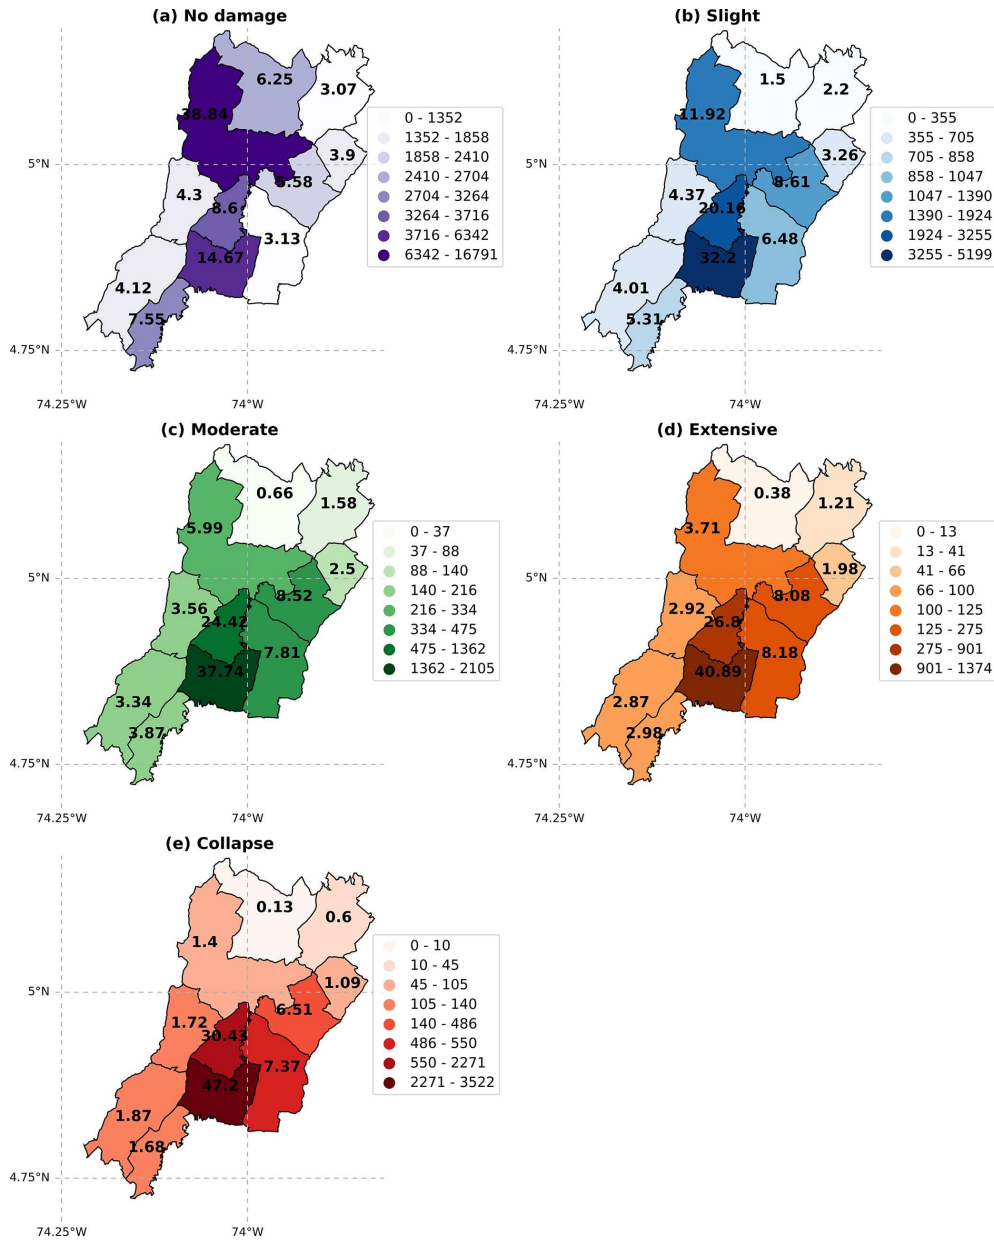 (a) No damage
6.25
3.07
38.84
3.9
5.58
4.3
8.6
3.13
14.67
4.12
7.55
0 - 1352
1352 - 1858
1858 - 2410
2410 - 2704
2704 - 3264
3264 - 3716
3716 - 6342
6342 - 16791
5°N
4.75°N
74.25°W
74°W
(b) Slight
1.5
2.2
11.92
3.26
8.61
4.37
20.16
6.48
32.2
4.01
5.31
0 - 355
355 - 705
705 - 858
858 - 1047
1047 - 1390
1390 - 1924
1924 - 3255
3255 - 5199
5°N
4.75°N
74.25°W
74°W
(c) Moderate
0.66
1.58
5.99
2.5
8.52
3.56
24.42
7.81
37.74
3.34
3.87
0 - 37
37 - 88
88 - 140
140 - 216
216 - 334
334 - 475
475 - 1362
1362 - 2105
5°N
4.75°N
74.25°W
74°W
(d) Extensive
0.38
1.21
3.71
1.98
8.08
2.92
26.8
8.18
40.89
2.87
2.98
0 - 13
13 - 41
41 - 66
66 - 100
100 - 125
125 - 275
275 - 901
901 - 1374
5°N
4.75°N
74.25°W
74°W
(e) Collapse
0.13
0.6
1.4
1.09
6.51
1.72
30.43
7.37
47.2
1.87
1.68
0 - 10
10 - 45
45 - 105
105 - 140
140 - 486
486 - 550
550 - 2271
2271 - 3522
5°N
4.75°N
74.25°W
74°W